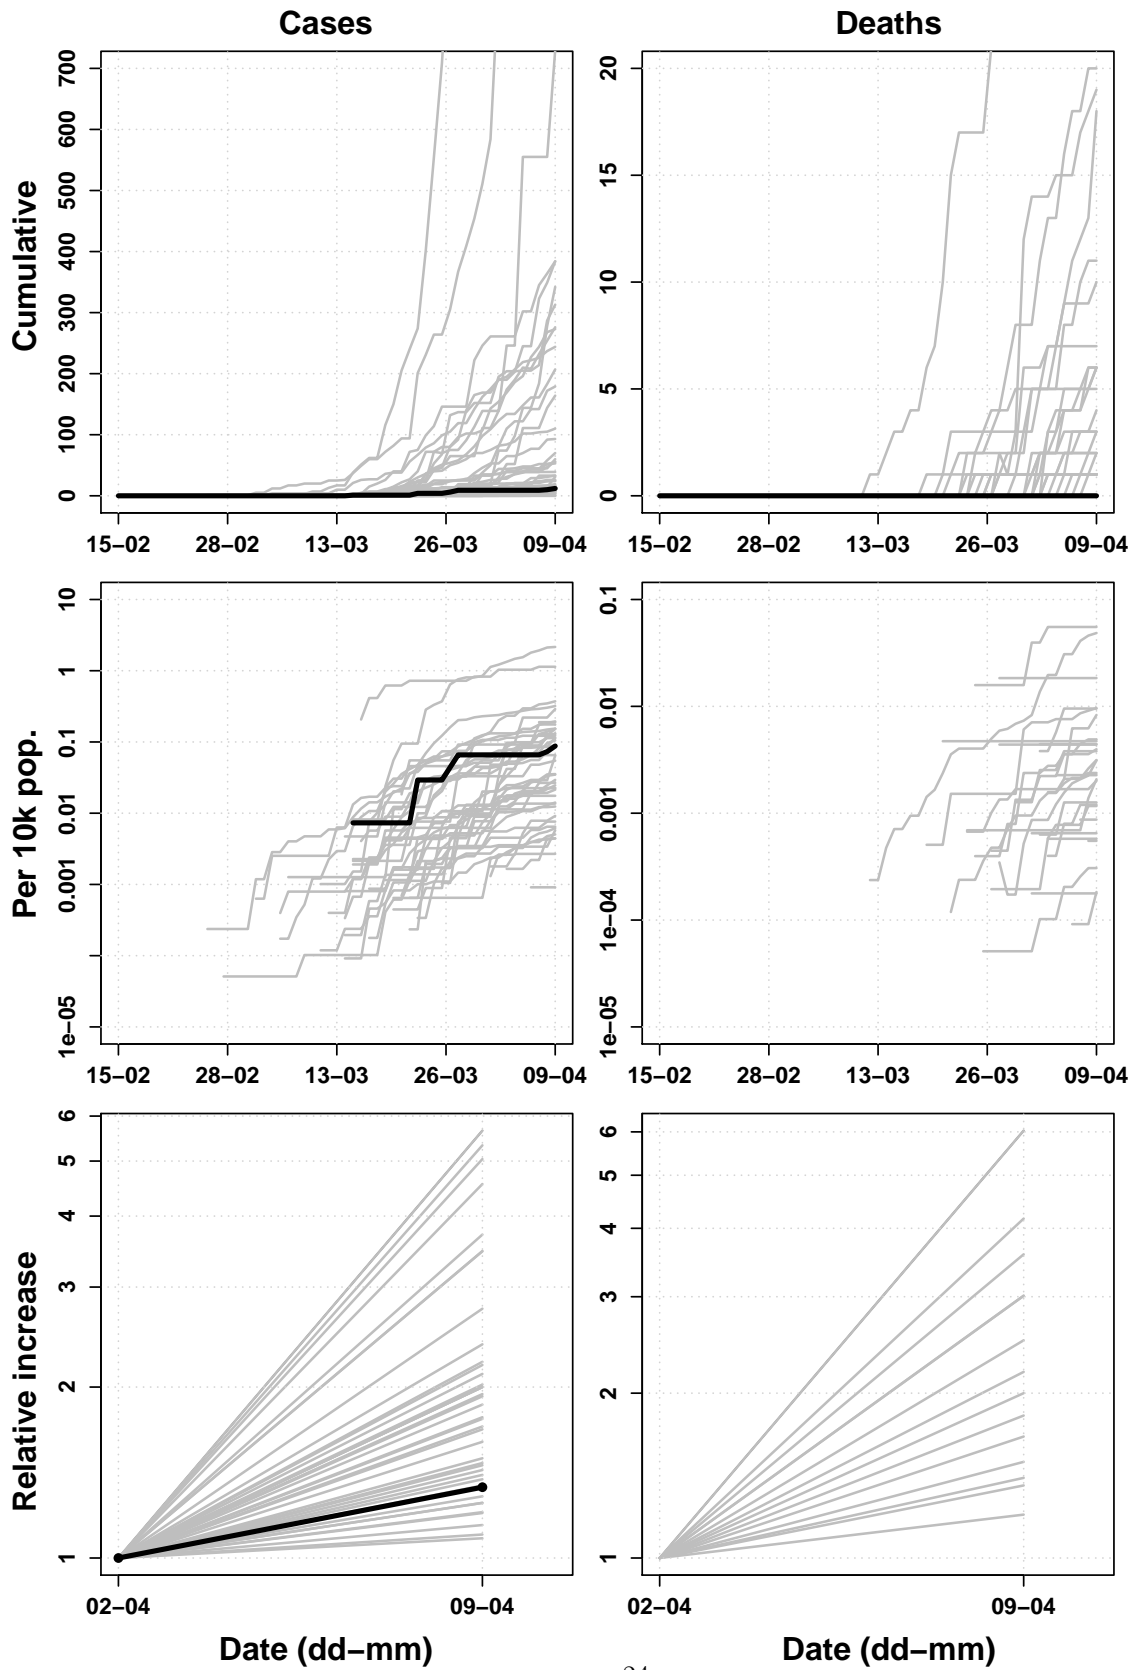 Cases
Deaths
Cumulative
0 100 200 300 400 500 600 700
15–02 28–02 13–03 26–03 09–04
0 5 10 15 20
15–02 28–02 13–03 26–03 09–04
Per 10k pop.
1e–05 0.001 0.01 0.1 1 10
15–02 28–02 13–03 26–03 09–04
1e–05 1e–04 0.001 0.01 0.1
15–02 28–02 13–03 26–03 09–04
Relative increase
1 2 3 4 5 6
02–04 09–04
1 2 3 4 5 6
02–04 09–04
Date (dd–mm)
Date (dd–mm)